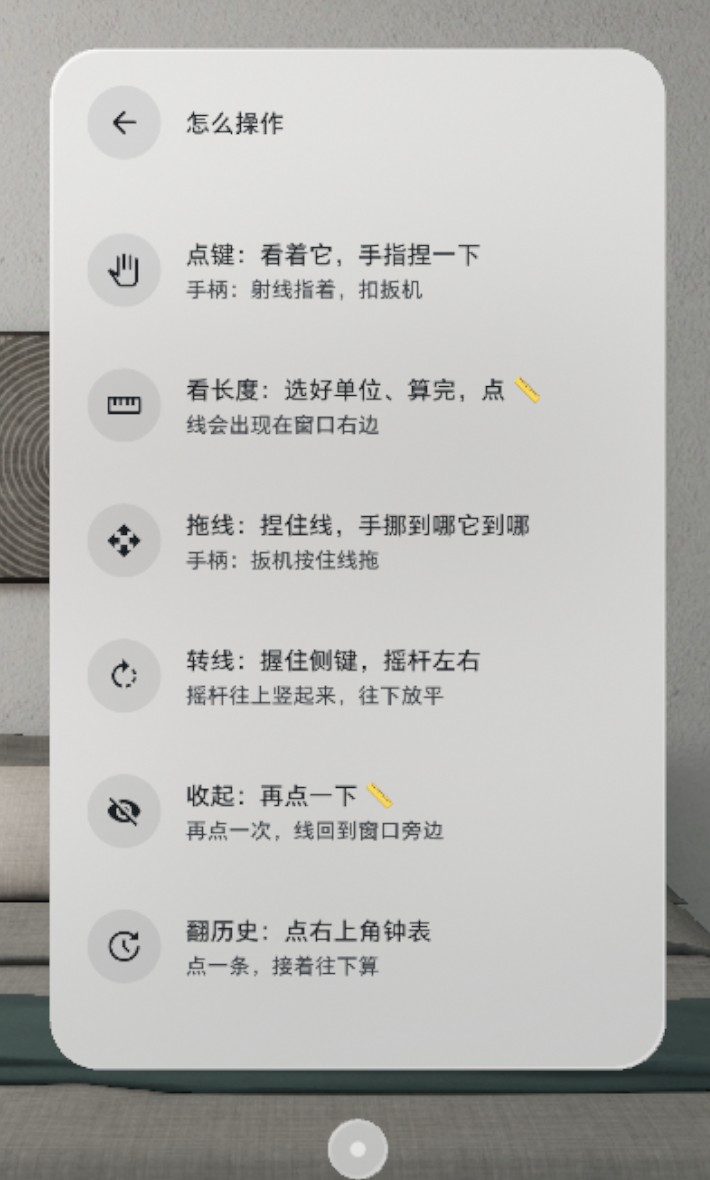 怎么操作
点键：看着它，手指捏一下
手柄：射线指着，扣扳机
看长度：选好单位、算完，点 📏
线会出现在窗口右边
拖线：捏住线，手挪到哪它到哪
手柄：扳机按住线拖
转线：握住侧键，摇杆左右
摇杆往上竖起来，往下放平
收起：再点一下 📏
再点一次，线回到窗口旁边
翻历史：点右上角钟表
点一条，接着往下算